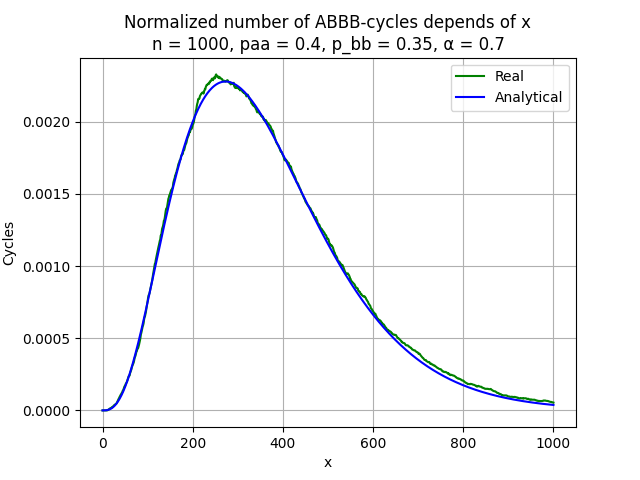 Normalized number of ABBB-cycles depends of x
n = 1000, paa = 0.4, p_bb = 0.35, α = 0.7
Real
Analytical
Cycles
0.0020
0.0015
0.0010
0.0005
0.0000
0 200 400 600 800 1000
x